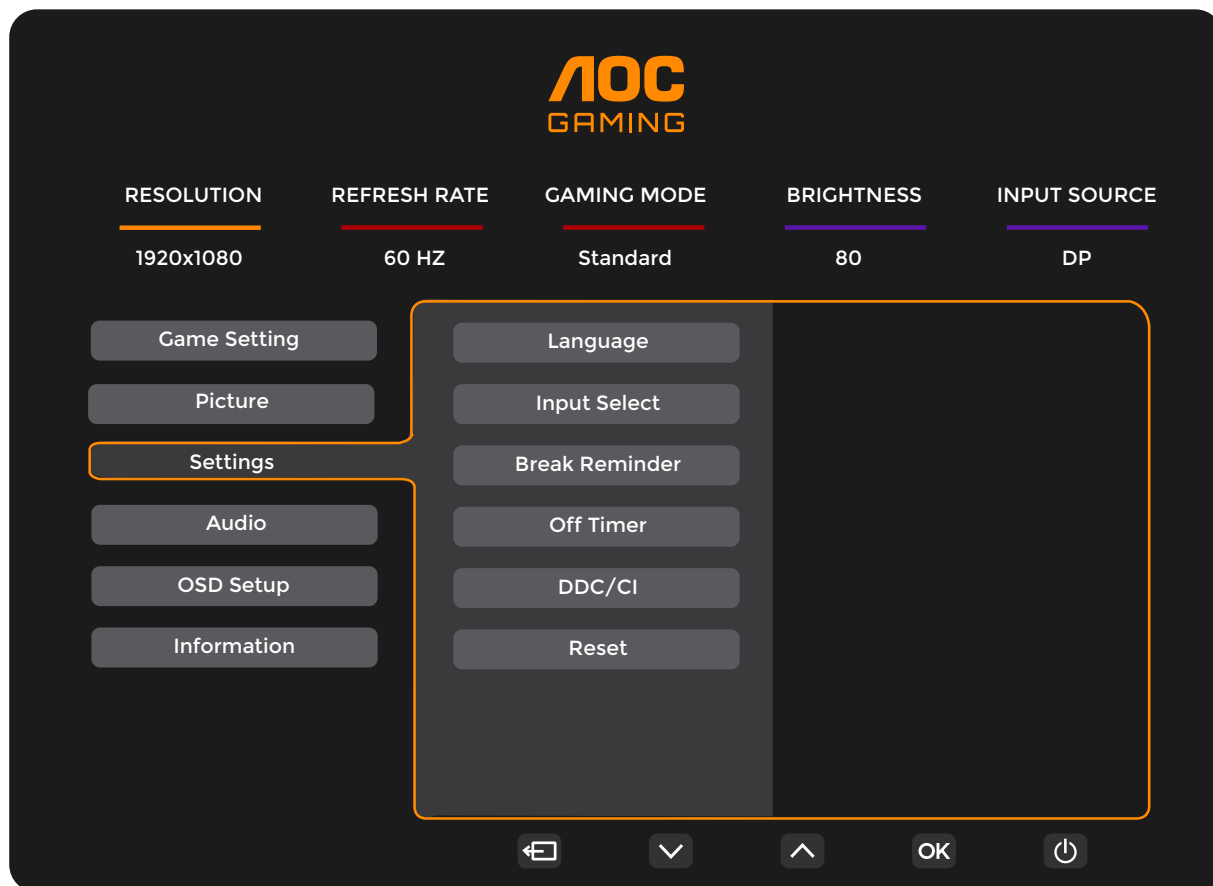 AOC
GAMING
RESOLUTION REFRESH RATE GAMING MODE BRIGHTNESS INPUT SOURCE
1920x1080 60 HZ Standard 80 DP
Game Setting
Picture
Settings
Audio
OSD Setup
Information
Language
Input Select
Break Reminder
Off Timer
DDC/CI
Reset
OK